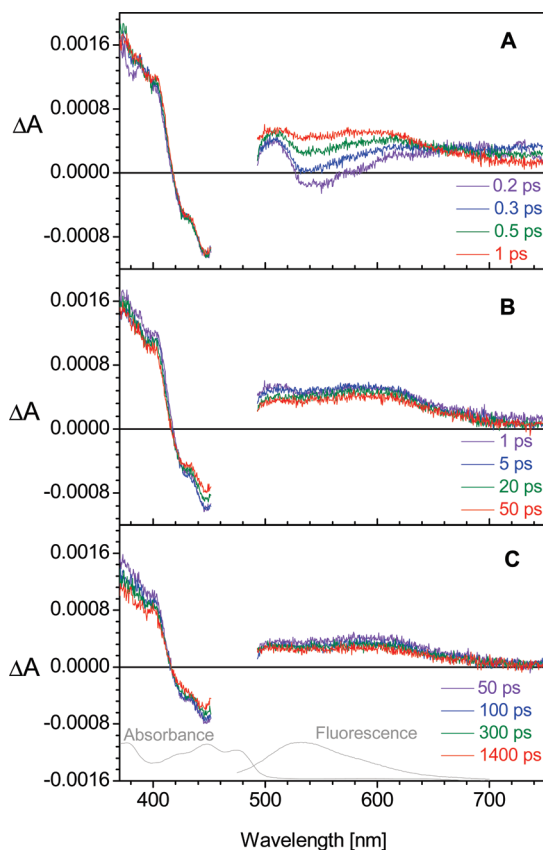 A
0.0016
0.0008
ΔA
0.0000
-0.0008
0.2 ps
0.3 ps
0.5 ps
1 ps
B
0.0016
0.0008
ΔA
0.0000
-0.0008
1 ps
5 ps
20 ps
50 ps
C
0.0016
0.0008
ΔA
0.0000
-0.0008
-0.0016
50 ps
100 ps
300 ps
1400 ps
Absorbance
Fluorescence
400 500 600 700
Wavelength [nm]